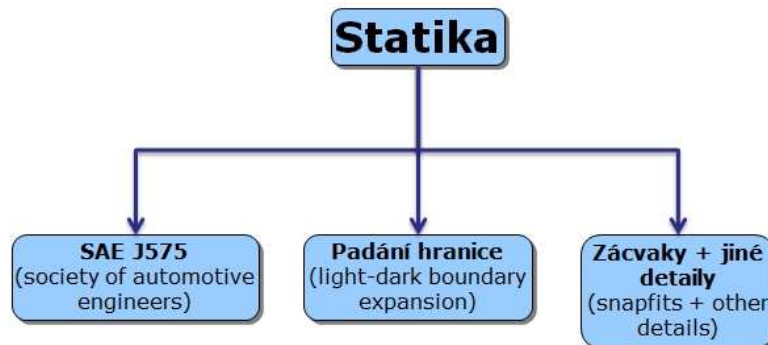 Statika
SAE J575
(society of automotive
engineers)
Padání hranice
(light-dark boundary
expansion)
Zácvaky + jiné
detaily
(snapfits + other
details)